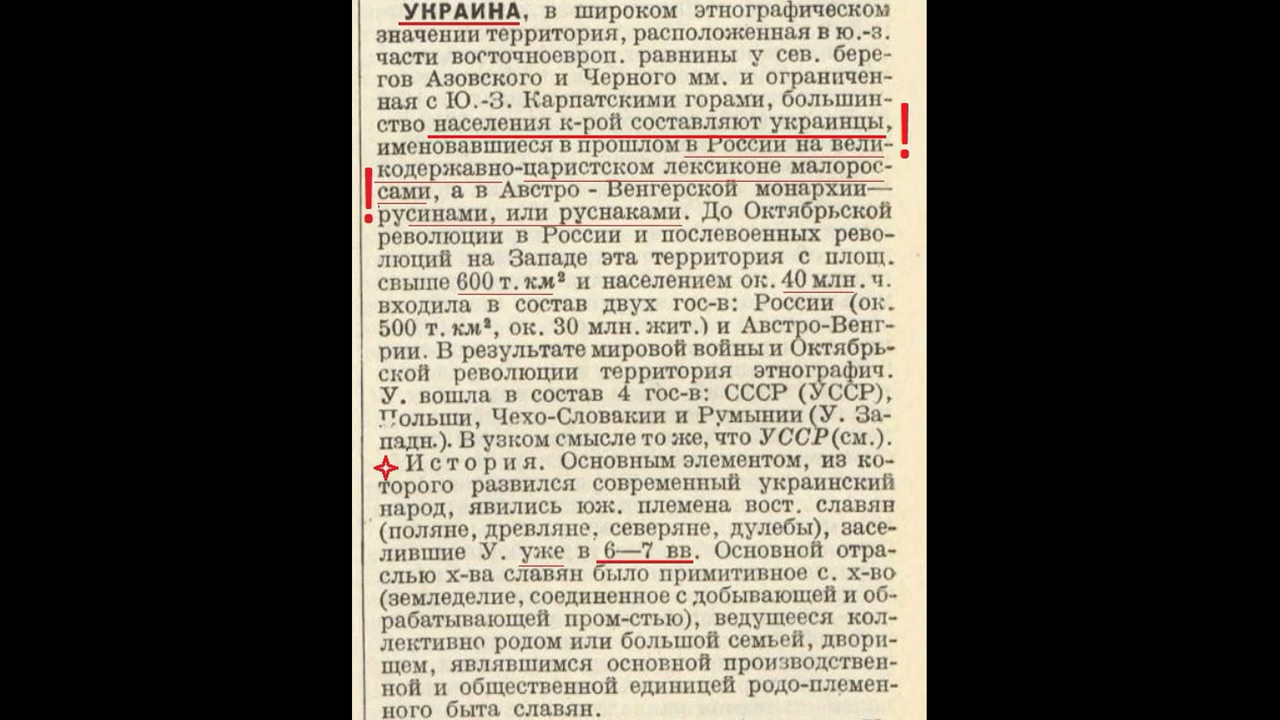 УКРАИНА, в широком этнографическом
значении территория, расположенная в ю.-з.
части восточноевроп. равнины у сев. бере-
гов Азовского и Черного мм. и ограничен-
ная с Ю.-З. Карпатскими горами, большин-
ство населения к-рой составляют украинцы,
именовавшиеся в прошлом в России на вели-
кодержавно-царистском лексиконе малорос-
сами, а в Австро - Венгерской монархии—
русинами, или руснаками. До Октябрьской
революции в России и послевоенных рево-
люций на Западе эта территория с площ.
свыше 600 т. км² и населением ок. 40 млн. ч.
входила в состав двух гос-в: России (ок.
500 т. км², ок. 30 млн. жит.) и Австро-Венг-
рии. В результате мировой войны и Октябрь-
ской революции территория этнографич.
У. вошла в состав 4 гос-в: СССР (УССР),
Польши, Чехо-Словакии и Румынии (У. За-
падн.). В узком смысле то же, что УССР (см.).
История. Основным элементом, из ко-
торого развился современный украинский
народ, явились юж. племена вост. славян
(поляне, древляне, северяне, дулебы), засе-
лившие У. уже в 6—7 вв. Основной отра-
слью х-ва славян было примитивное с. х-во
(земледелие, соединенное с добывающей и об-
рабатывающей пром-стью), ведущееся кол-
лективно родом или большой семьей, двори-
щем, являвшимся основной производствен-
ной и общественной единицей родо-племен-
ного быта славян.